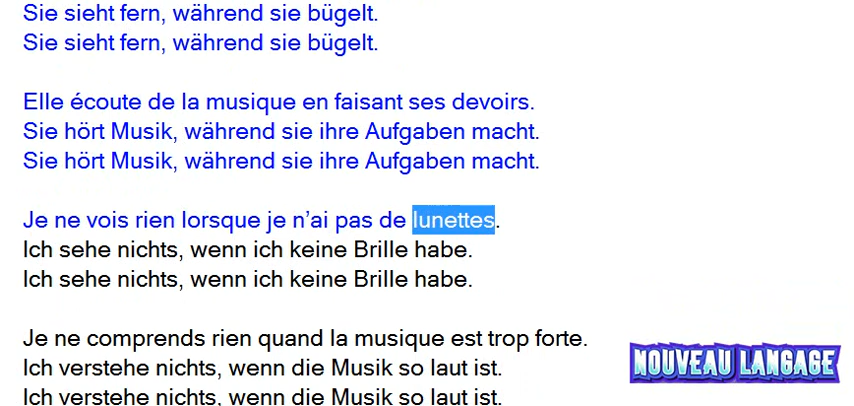 Sie sieht fern, während sie bügelt.
Sie sieht fern, während sie bügelt.
Elle écoute de la musique en faisant ses devoirs.
Sie hört Musik, während sie ihre Aufgaben macht.
Sie hört Musik, während sie ihre Aufgaben macht.
Je ne vois rien lorsque je n’ai pas de lunettes.
Ich sehe nichts, wenn ich keine Brille habe.
Ich sehe nichts, wenn ich keine Brille habe.
Je ne comprends rien quand la musique est trop forte.
Ich verstehe nichts, wenn die Musik so laut ist.
Ich verstehe nichts, wenn die Musik so laut ist.
NOUVEAU LANGAGE